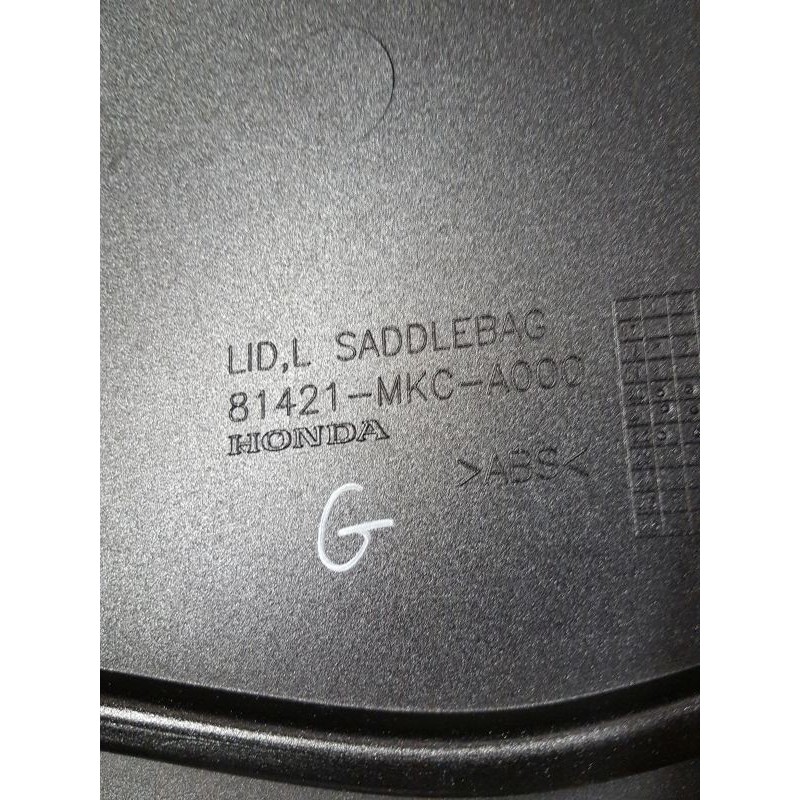 LID,L SADDLEBAG
81421-MKC-A000
HONDA
>ABS<
G